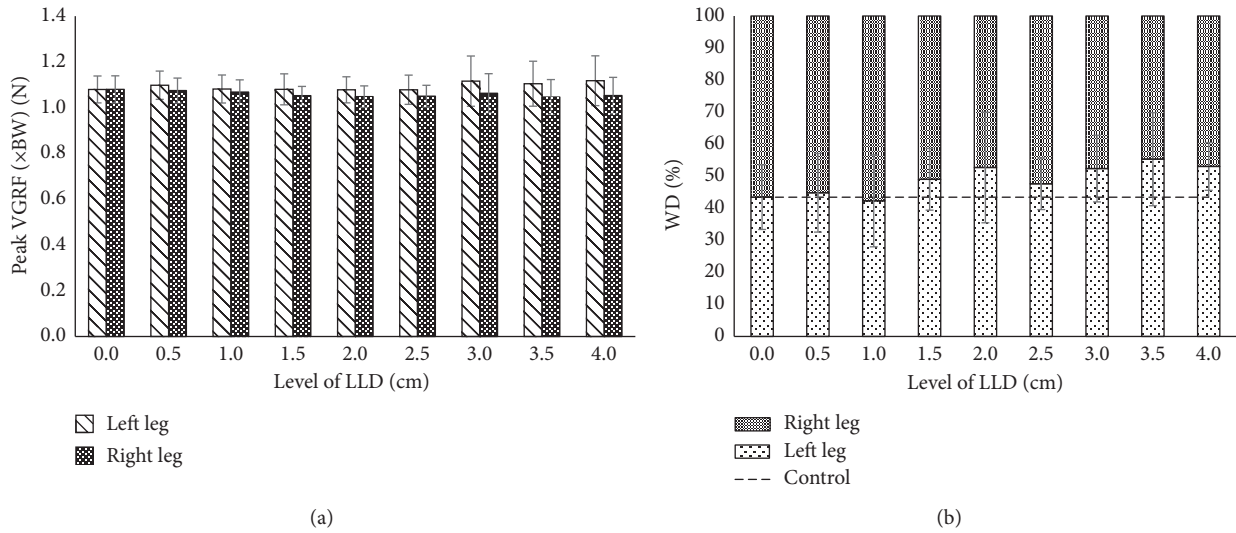 1.4
1.2
1.0
0.8
0.6
0.4
0.2
0.0
Peak VGRF (×BW) (N)
0.0 0.5 1.0 1.5 2.0 2.5 3.0 3.5 4.0
Level of LLD (cm)
Left leg
Right leg
(a)
100
90
80
70
60
50
40
30
20
10
0
WD (%)
0.0 0.5 1.0 1.5 2.0 2.5 3.0 3.5 4.0
Level of LLD (cm)
Right leg
Left leg
Control
(b)